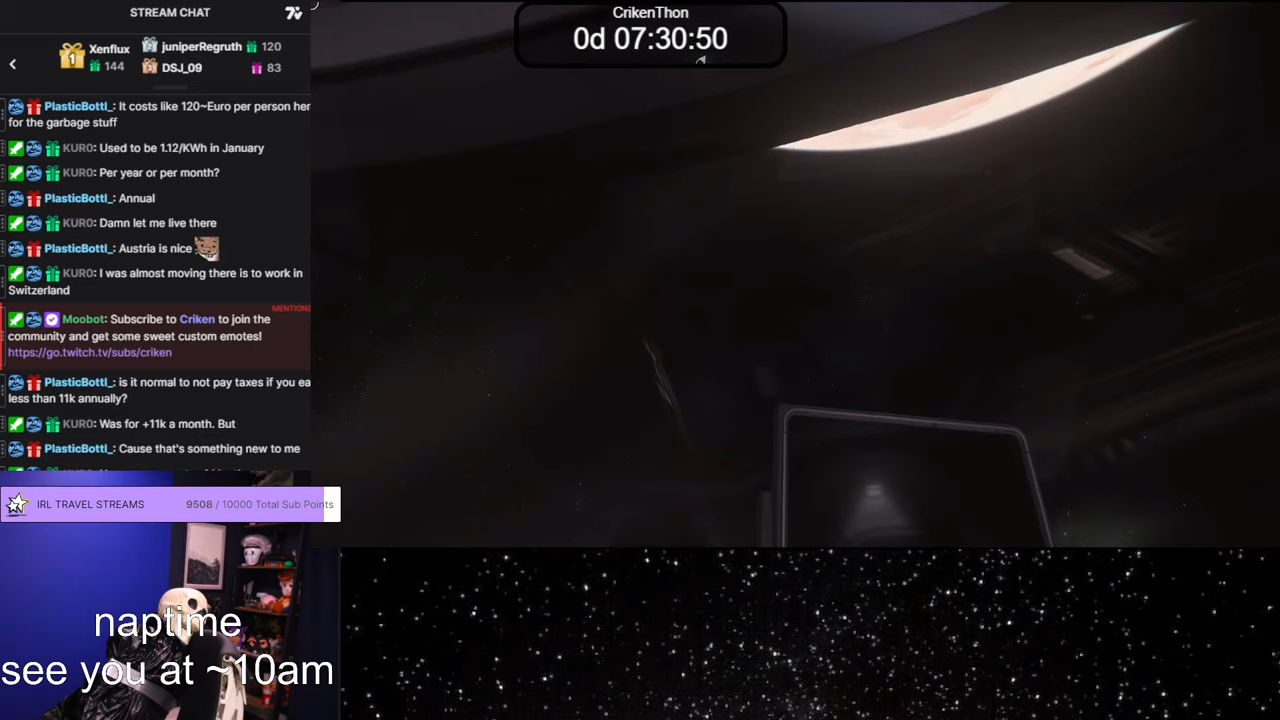 STREAM CHAT
CrikenThon
0d 07:30:50
Xenflux
144
juniperRegruth 120
DSJ_09 83
PlasticBottl_: It costs like 120~Euro per person her
for the garbage stuff
KUR0: Used to be 1.12/KWh in January
KUR0: Per year or per month?
PlasticBottl_: Annual
KUR0: Damn let me live there
PlasticBottl_: Austria is nice
KUR0: I was almost moving there is to work in
Switzerland
MENTIONS
Moobot: Subscribe to Criken to join the
community and get some sweet custom emotes!
https://go.twitch.tv/subs/criken
PlasticBottl_: is it normal to not pay taxes if you ea
less than 11k annually?
KUR0: Was for +11k a month. But
PlasticBottl_: Cause that's something new to me
IRL TRAVEL STREAMS 9508 / 10000 Total Sub Points
naptime
see you at ~10am